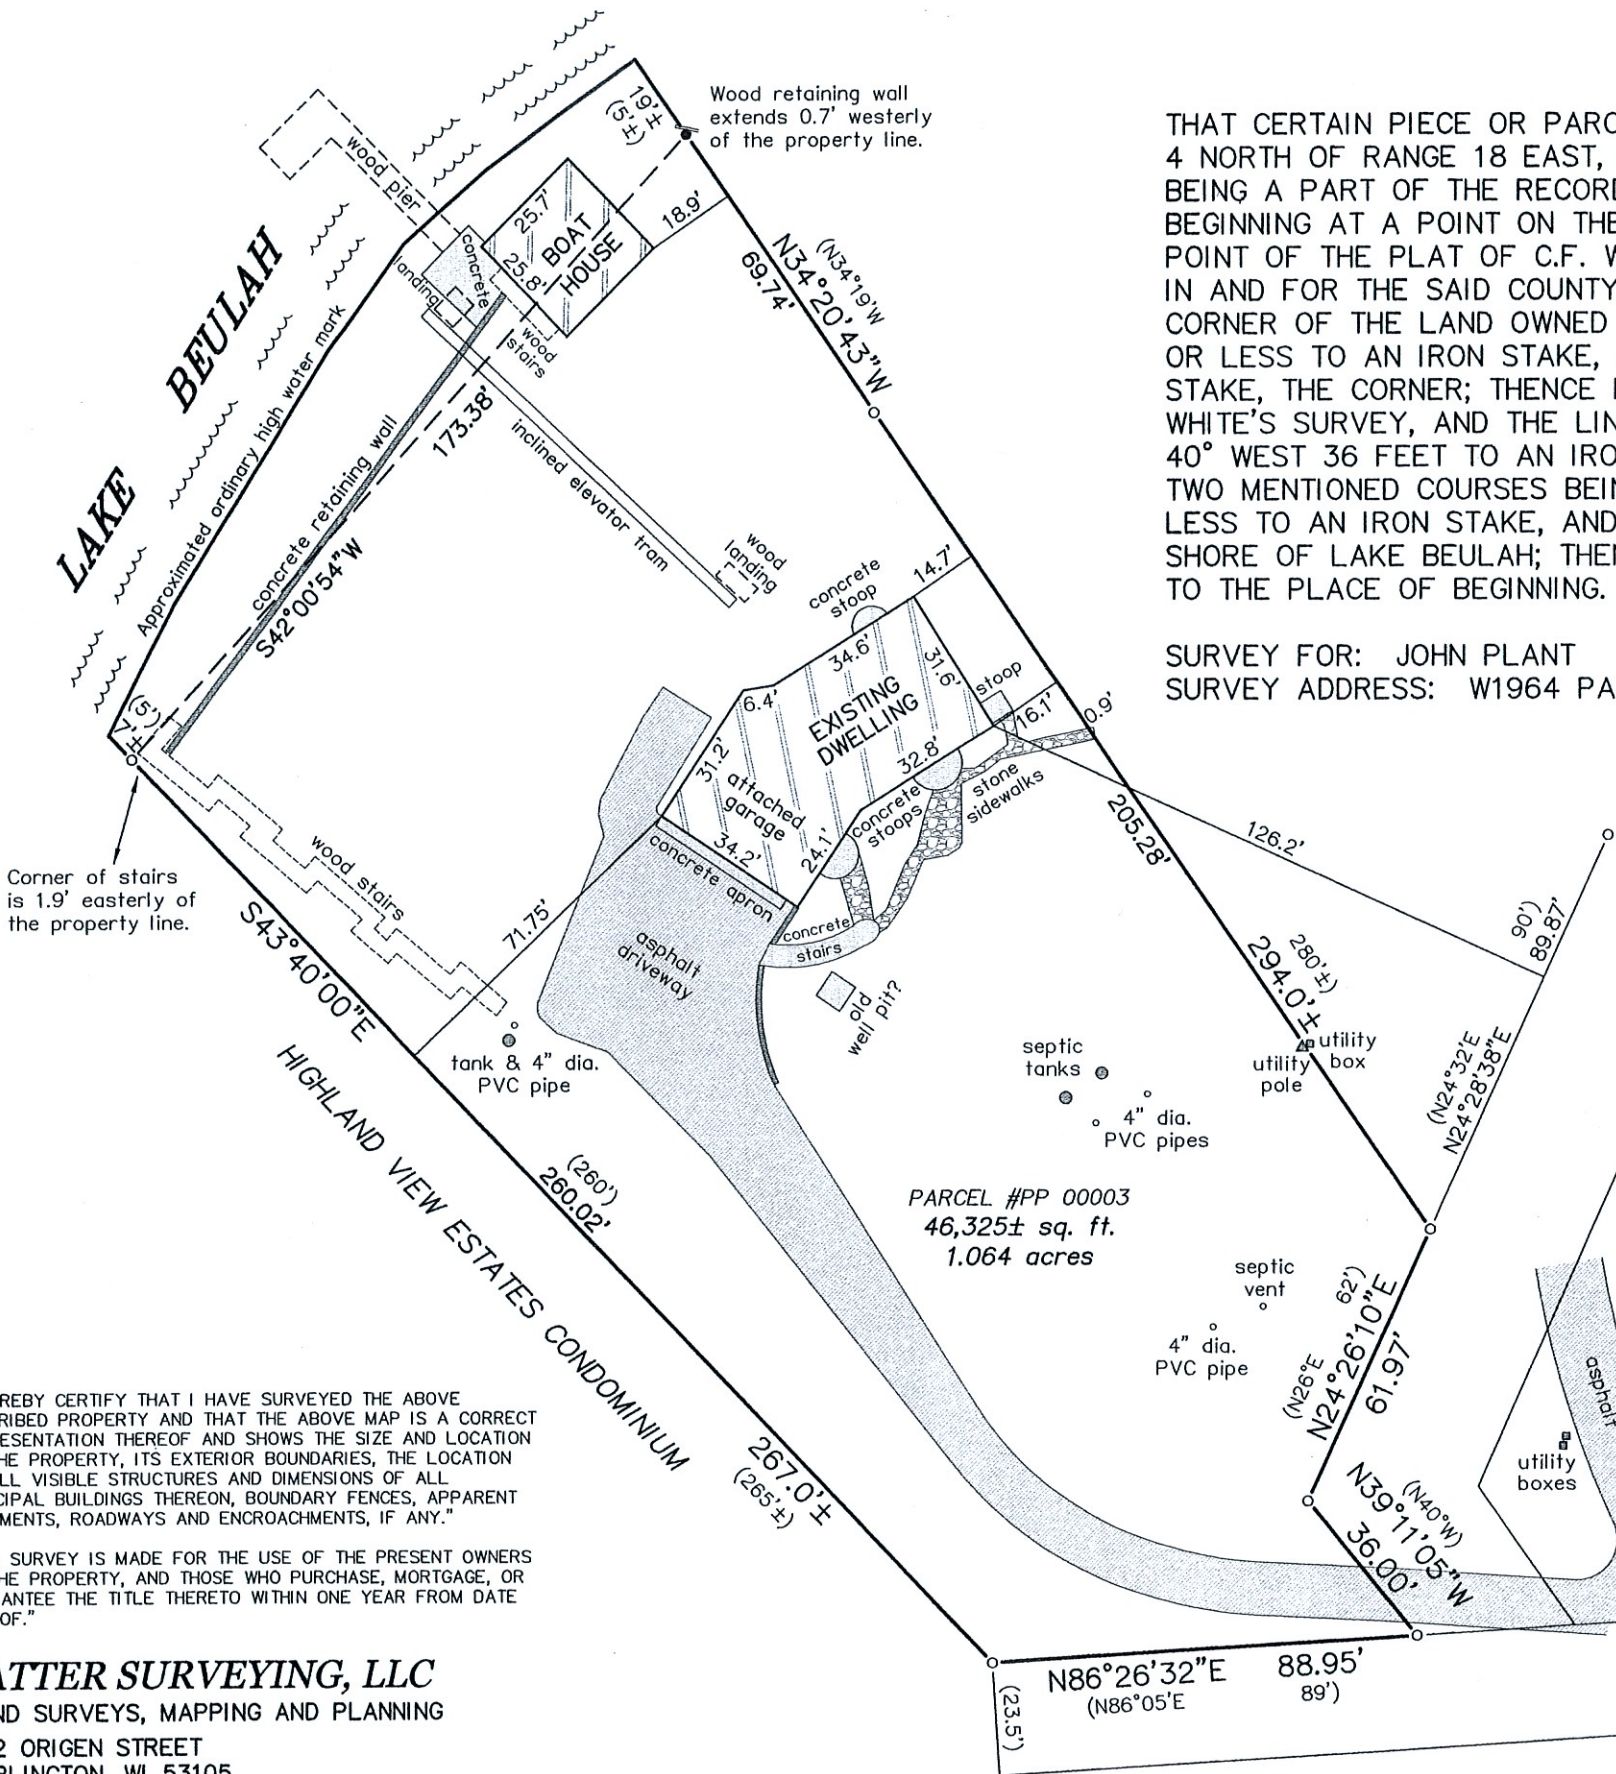 Wood retaining wall
extends 0.7' westerly
of the property line.
19'±
(5'±)
wood pier
25.7'
25.8'
BOAT
HOUSE
18.9'
concrete
landing
wood
stairs
(N34°19'W
N34°20'43"W
69.74'
LAKE BEULAH
Approximated ordinary high water mark
concrete retaining wall
173.38'
S42°00'54"W
inclined elevator tram
wood
landing
concrete
stoop
14.7'
34.6'
31.6'
6.4'
EXISTING
DWELLING
stoop
16.1'
0.9'
32.8'
31.2'
attached
garage
34.2'
24.1'
concrete
stoops
stone
sidewalks
concrete apron
concrete
stairs
asphalt
driveway
old
well pit?
71.75'
(5')
7'±
Corner of stairs
is 1.9' easterly of
the property line.
wood stairs
S43°40'00"E
tank & 4" dia.
PVC pipe
HIGHLAND VIEW ESTATES CONDOMINIUM
(260')
260.02'
267.0'±
(265'±)
205.28'
126.2'
90')
89.87'
280'±)
294.0'±
utility
box
utility
pole
(N24°32'E
N24°28'38"E
septic
tanks
4" dia.
PVC pipes
PARCEL #PP 00003
46,325± sq. ft.
1.064 acres
septic
vent
4" dia.
PVC pipe
62')
(N26°E
N24°26'10"E
61.97'
asphalt
utility
boxes
(N40°W)
N39°11'05"W
36.00'
N86°26'32"E 88.95'
(N86°05'E 89')
(23.5')
THAT CERTAIN PIECE OR PARC
4 NORTH OF RANGE 18 EAST,
BEING A PART OF THE RECOR
BEGINNING AT A POINT ON THE
POINT OF THE PLAT OF C.F. W
IN AND FOR THE SAID COUNTY
CORNER OF THE LAND OWNED
OR LESS TO AN IRON STAKE,
STAKE, THE CORNER; THENCE
WHITE'S SURVEY, AND THE LIN
40° WEST 36 FEET TO AN IRO
TWO MENTIONED COURSES BEI
LESS TO AN IRON STAKE, AND
SHORE OF LAKE BEULAH; THE
TO THE PLACE OF BEGINNING.
SURVEY FOR: JOHN PLANT
SURVEY ADDRESS: W1964 PA
REBY CERTIFY THAT I HAVE SURVEYED THE ABOVE
RIBED PROPERTY AND THAT THE ABOVE MAP IS A CORRECT
ESENTATION THEREOF AND SHOWS THE SIZE AND LOCATION
HE PROPERTY, ITS EXTERIOR BOUNDARIES, THE LOCATION
LL VISIBLE STRUCTURES AND DIMENSIONS OF ALL
CIPAL BUILDINGS THEREON, BOUNDARY FENCES, APPARENT
MENTS, ROADWAYS AND ENCROACHMENTS, IF ANY."
SURVEY IS MADE FOR THE USE OF THE PRESENT OWNERS
HE PROPERTY, AND THOSE WHO PURCHASE, MORTGAGE, OR
ANTEE THE TITLE THERETO WITHIN ONE YEAR FROM DATE
OF."
ATTER SURVEYING, LLC
ND SURVEYS, MAPPING AND PLANNING
2 ORIGEN STREET
RLINGTON, WI 53105